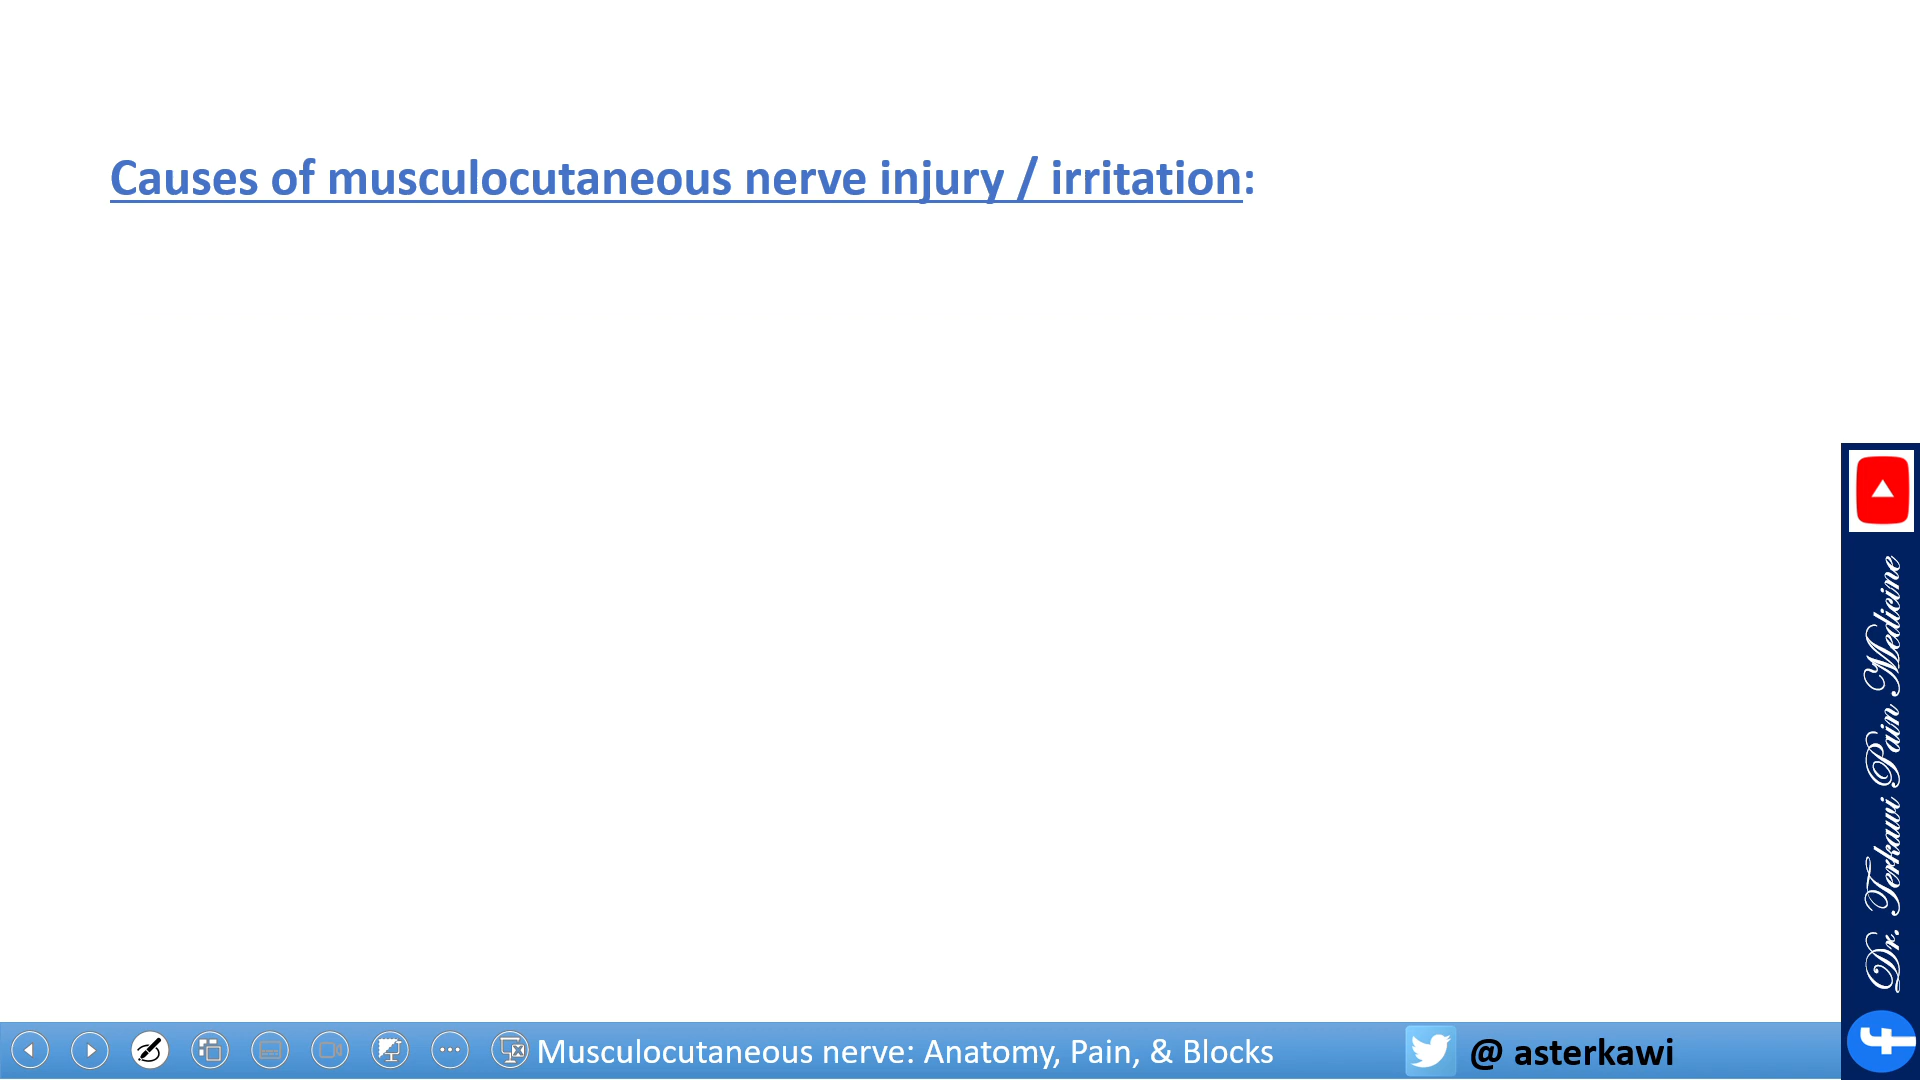 Causes of musculocutaneous nerve injury / irritation:
Dr. Terkawi Pain Medicine
Musculocutaneous nerve: Anatomy, Pain, & Blocks
@ asterkawi